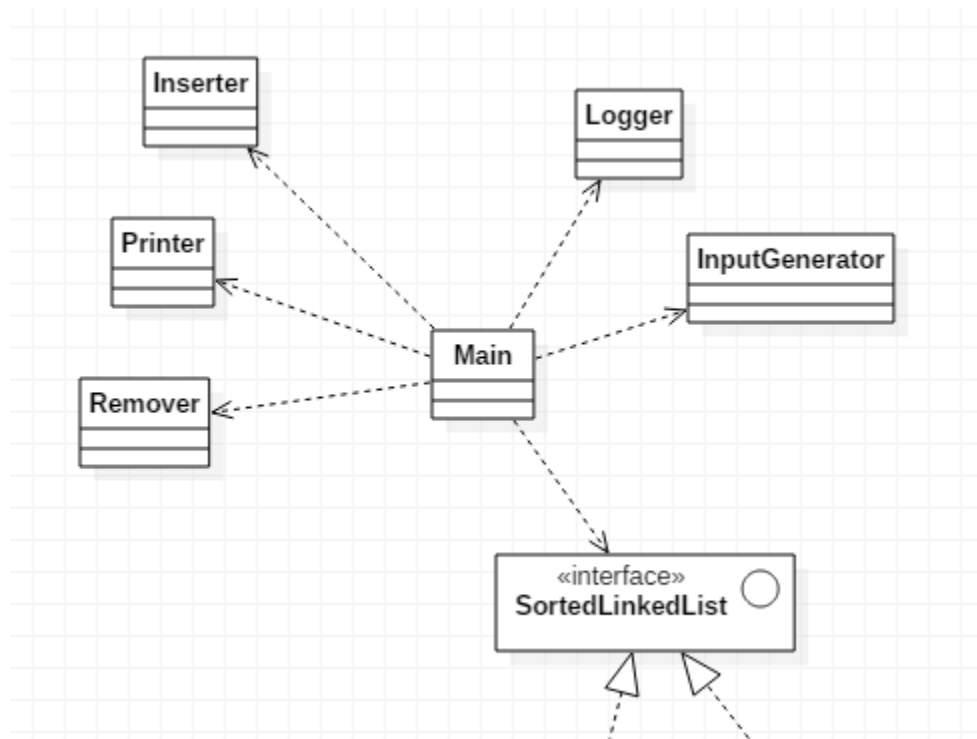 Inserter
Logger
Printer
InputGenerator
Main
Remover
«interface»
SortedLinkedList